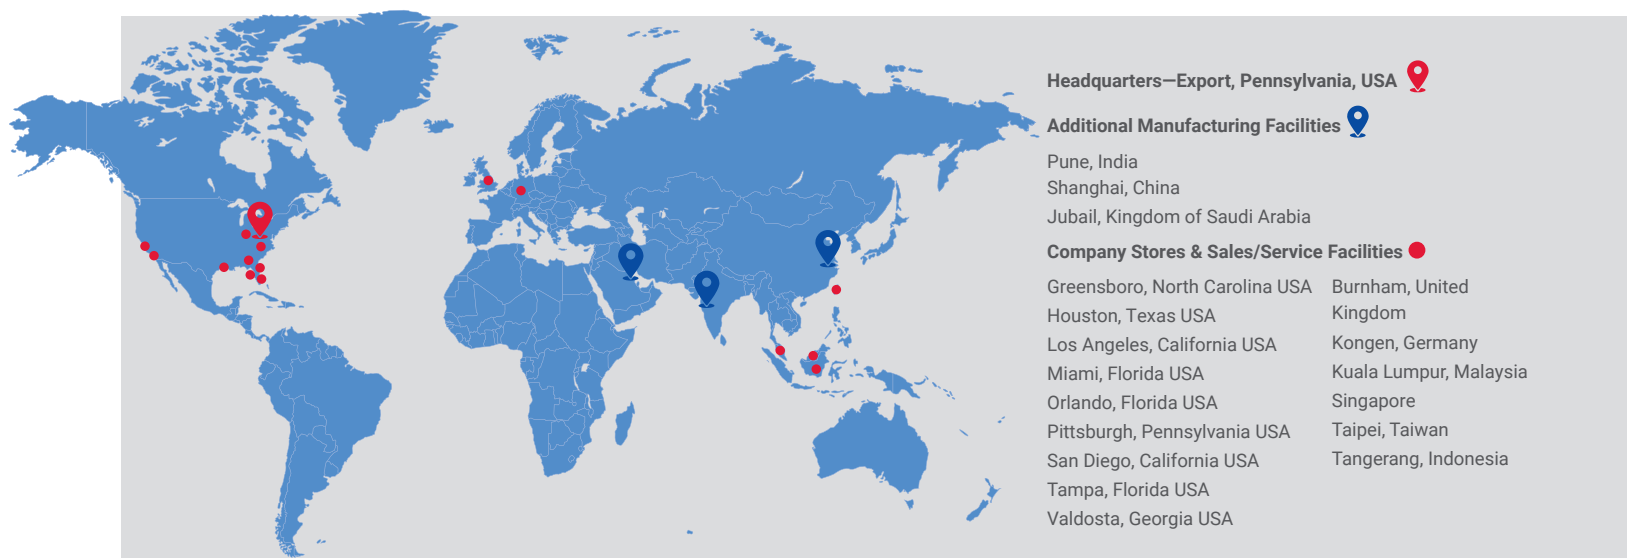 Headquarters—Export, Pennsylvania, USA
Additional Manufacturing Facilities
Pune, India
Shanghai, China
Jubail, Kingdom of Saudi Arabia
Company Stores & Sales/Service Facilities
Greensboro, North Carolina USA
Houston, Texas USA
Los Angeles, California USA
Miami, Florida USA
Orlando, Florida USA
Pittsburgh, Pennsylvania USA
San Diego, California USA
Tampa, Florida USA
Valdosta, Georgia USA
Burnham, United
Kingdom
Kongen, Germany
Kuala Lumpur, Malaysia
Singapore
Taipei, Taiwan
Tangerang, Indonesia